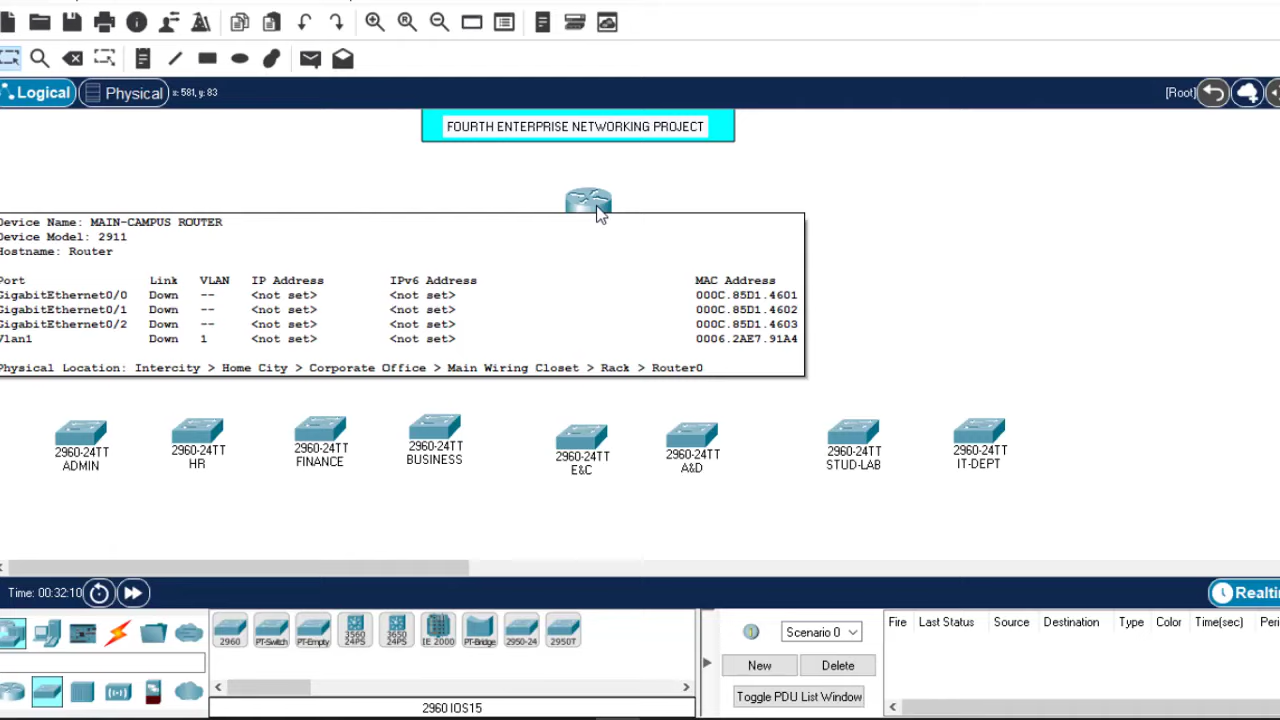 Logical
Physical
x: 581, y: 83
[Root]
FOURTH ENTERPRISE NETWORKING PROJECT
Device Name: MAIN-CAMPUS ROUTER
Device Model: 2911
Hostname: Router
Port Link VLAN IP Address IPv6 Address MAC Address
GigabitEthernet0/0 Down -- <not set> <not set> 000C.85D1.4601
GigabitEthernet0/1 Down -- <not set> <not set> 000C.85D1.4602
GigabitEthernet0/2 Down -- <not set> <not set> 000C.85D1.4603
Vlan1 Down 1 <not set> <not set> 0006.2AE7.91A4
Physical Location: Intercity > Home City > Corporate Office > Main Wiring Closet > Rack > Router0
2960-24TT
ADMIN
2960-24TT
HR
2960-24TT
FINANCE
2960-24TT
BUSINESS
2960-24TT
E&C
2960-24TT
A&D
2960-24TT
STUD-LAB
2960-24TT
IT-DEPT
Time: 00:32:10
Realti
2960
PT-Switch
PT-Empty
3560 24PS
3650 24PS
IE 2000
PT-Bridge
2950-24
2950T
2960 IOS15
Scenario 0
New
Delete
Toggle PDU List Window
Fire Last Status Source Destination Type Color Time(sec) Peri